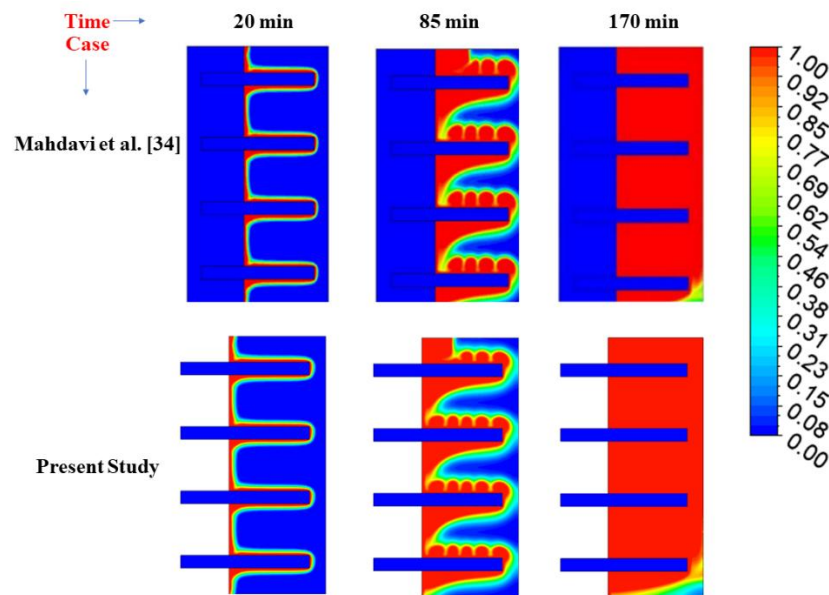 Time
Case
20 min
85 min
170 min
Mahdavi et al. [34]
Present Study
1.00
0.92
0.85
0.77
0.69
0.62
0.54
0.46
0.38
0.31
0.23
0.15
0.08
0.00